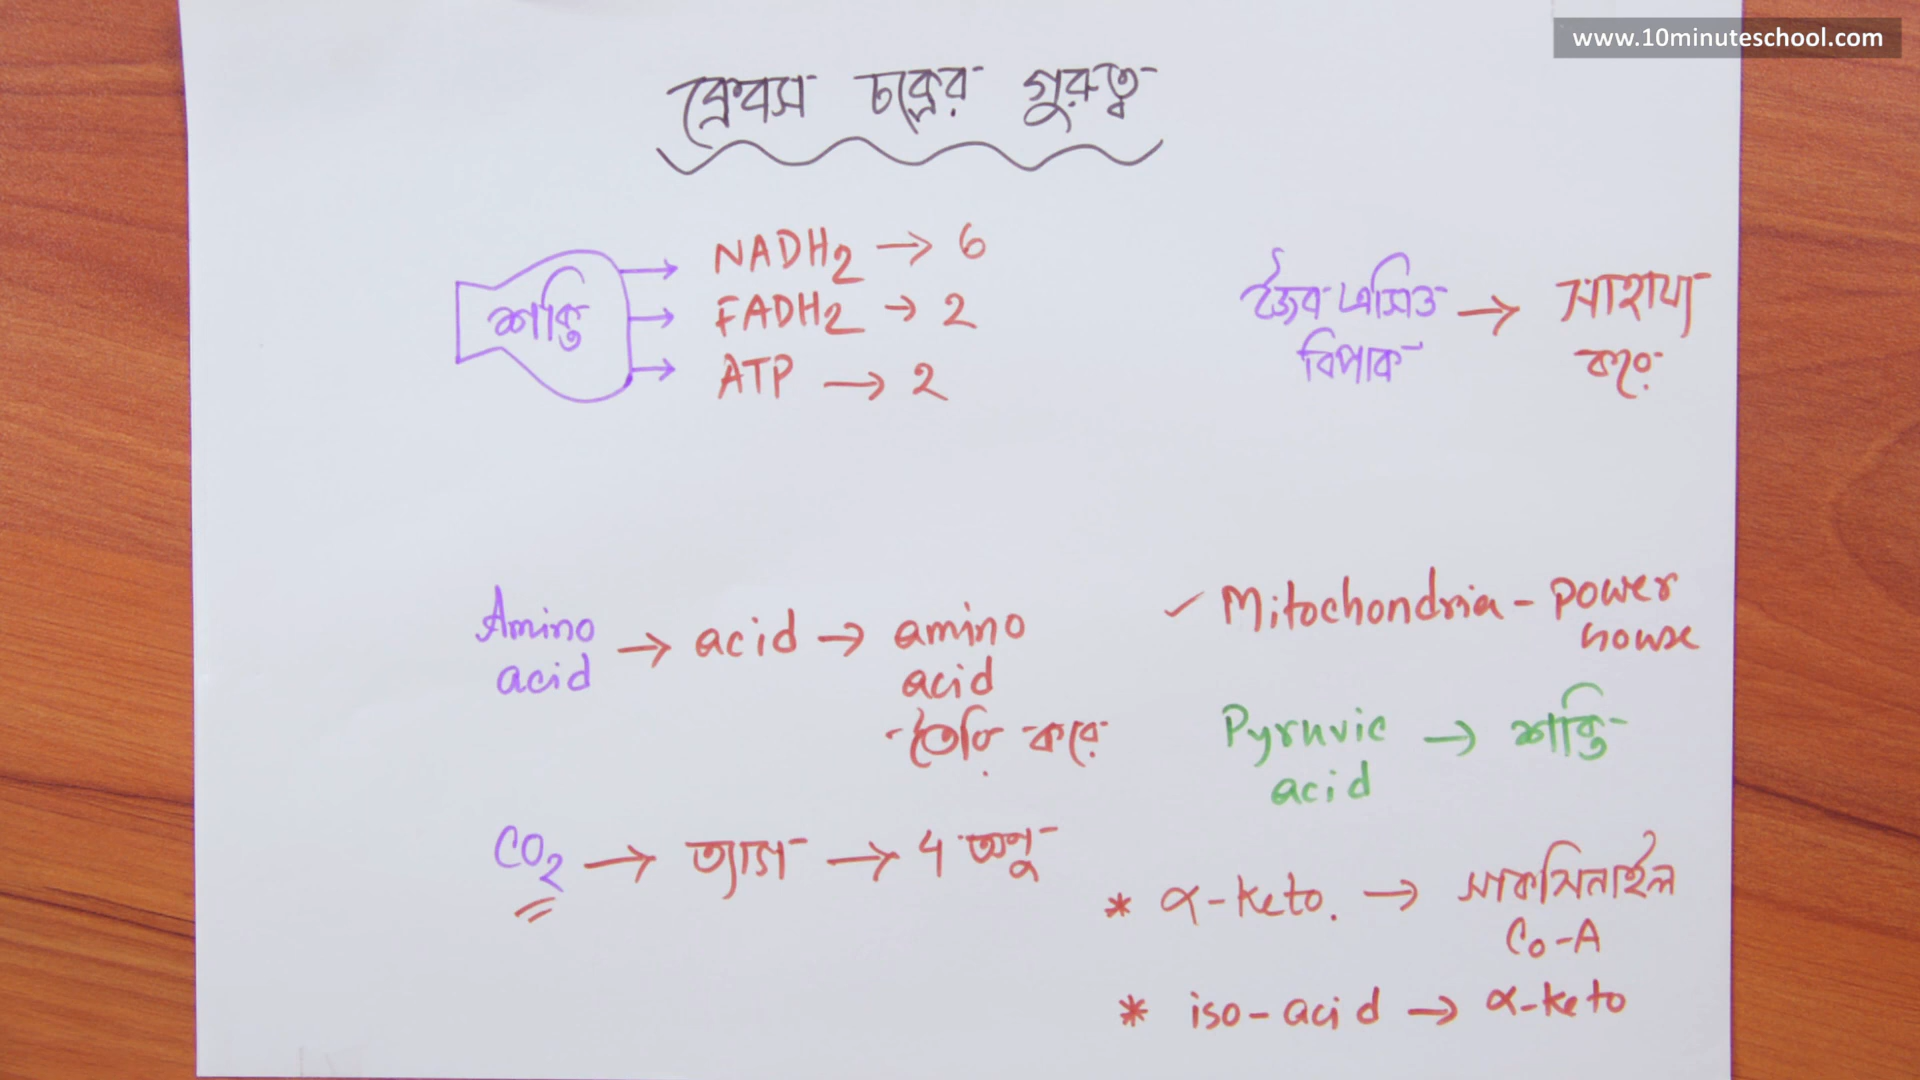 www.10minuteschool.com
ক্রেবস চক্রের গুরুত্ব
শক্তি
NADH2 → 6
FADH2 → 2
ATP → 2
জৈব এসিড → সাহায্য
বিপাক করে
Amino acid → acid → amino acid
তৈরি করে
✓ Mitochondria - power house
Pyruvic acid → শক্তি
CO2 → ত্যাগ → 4 অনু
* α-keto. → সাকসিনাইল
Co-A
* iso-acid → α-keto